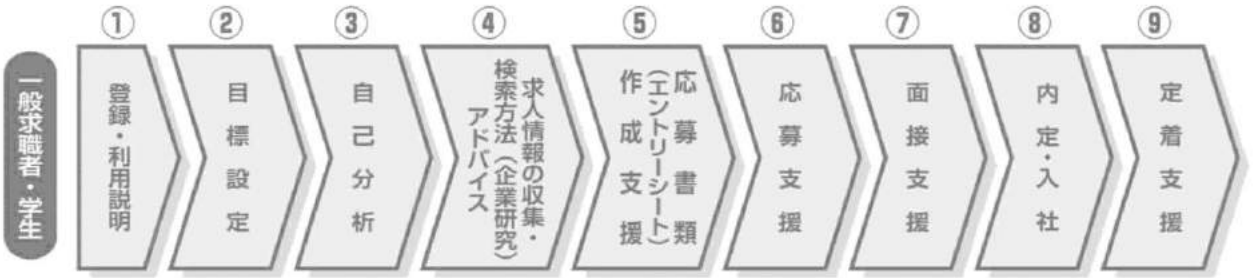 一般求職者・学生
①
登録・利用説明
②
目標設定
③
自己分析
④
求人情報の収集・
検索方法（企業研究）
アドバイス
⑤
応募書類
（エントリーシート）
作成支援
⑥
応募支援
⑦
面接支援
⑧
内定・入社
⑨
定着支援